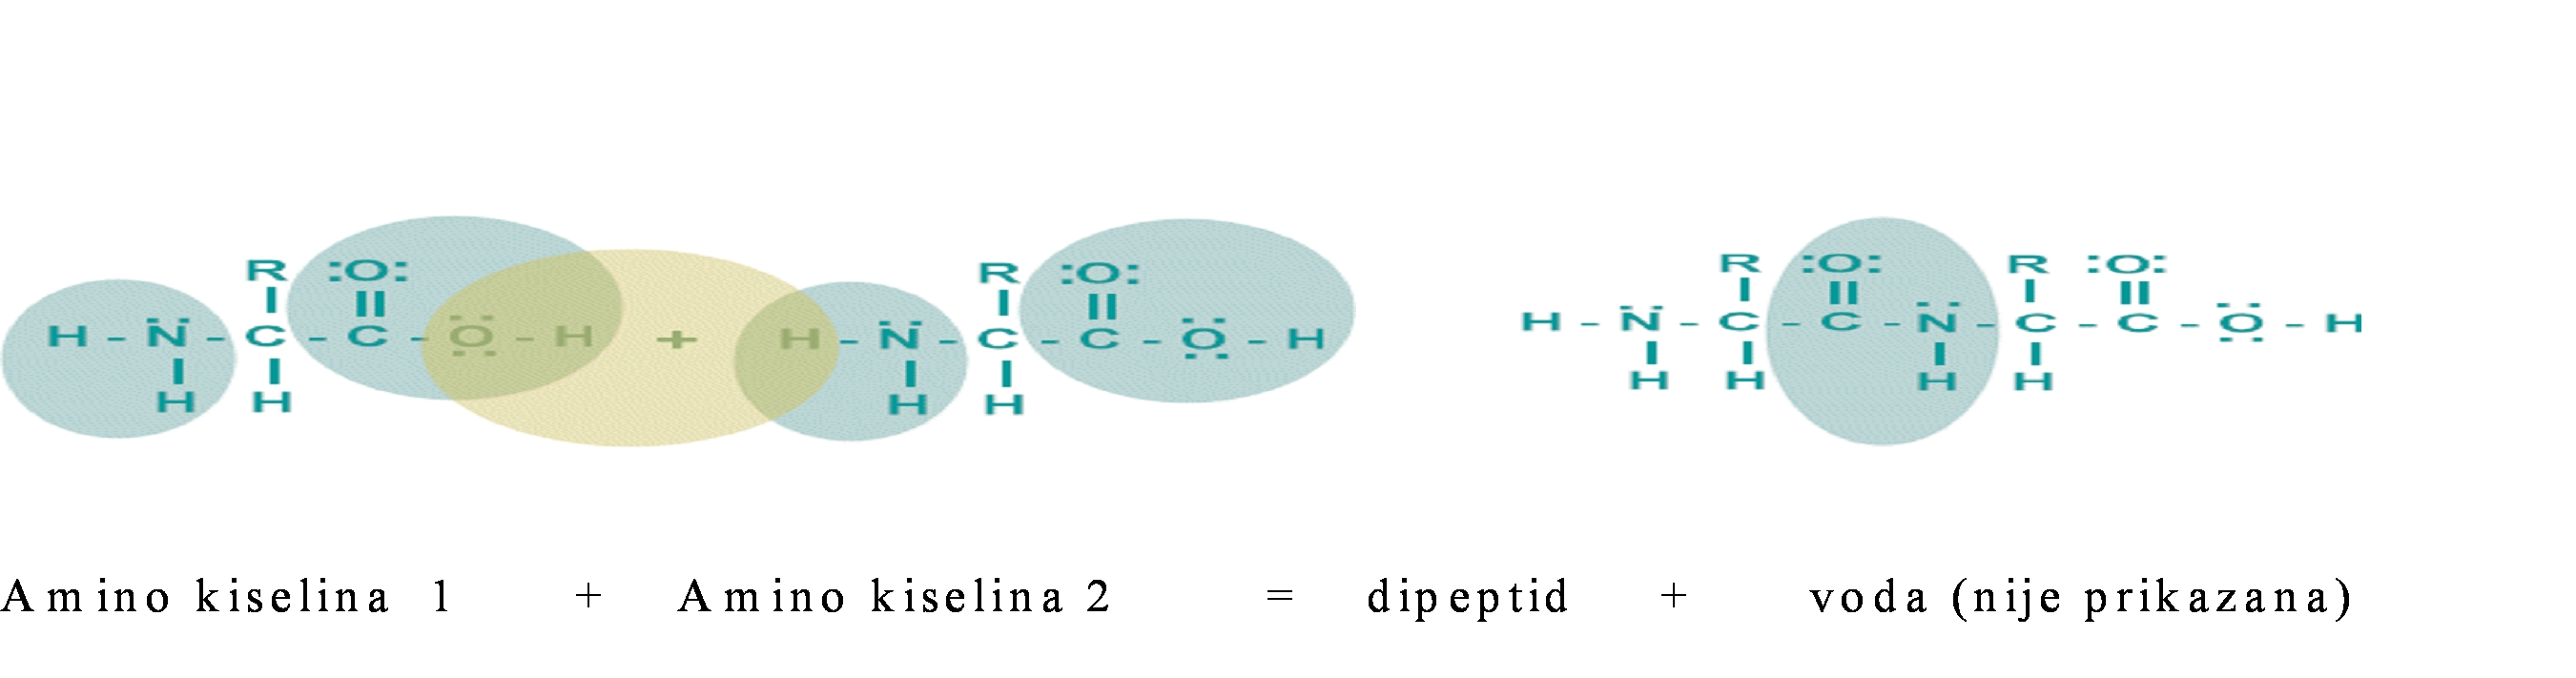 R :O: R :O: R :O: R :O:
H - N - C - C - O - H + H - N - C - C - O - H H - N - C - C - N - C - C - O - H
H H H H H H H H
Amino kiselina 1 + Amino kiselina 2 = dipeptid + voda (nije prikazana)